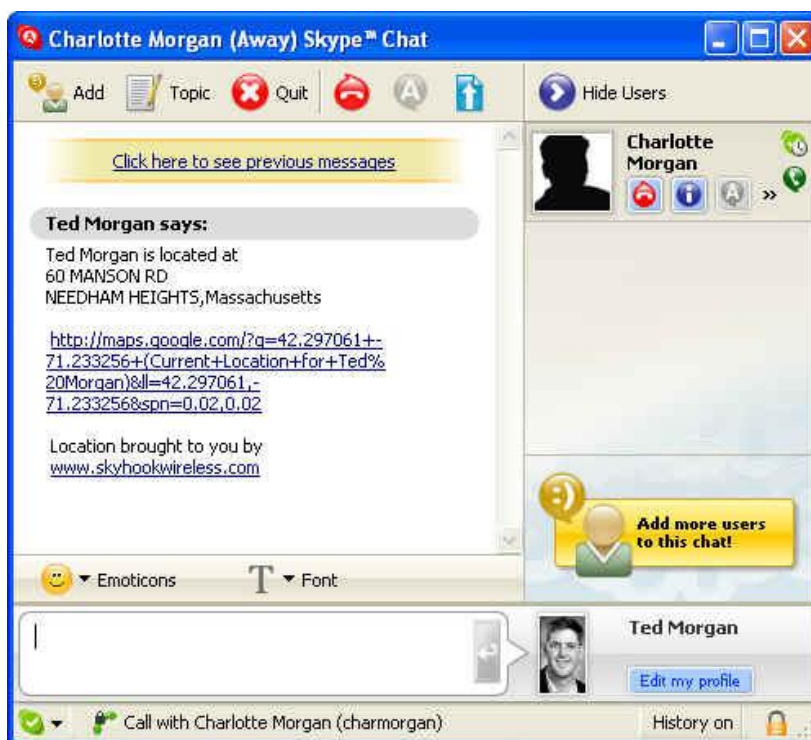 Charlotte Morgan (Away) Skype™ Chat
Add Topic Quit
Hide Users
Click here to see previous messages
Ted Morgan says:
Ted Morgan is located at
60 MANSON RD
NEEDHAM HEIGHTS,Massachusetts
http://maps.google.com/?q=42.297061+-
71.233256+(Current+Location+for+Ted%
20Morgan)&ll=42.297061,-
71.233256&spn=0.02,0.02
Location brought to you by
www.skyhookwireless.com
Charlotte
Morgan
Add more users
to this chat!
Emoticons
Font
Ted Morgan
Edit my profile
Call with Charlotte Morgan (charmorgan)
History on